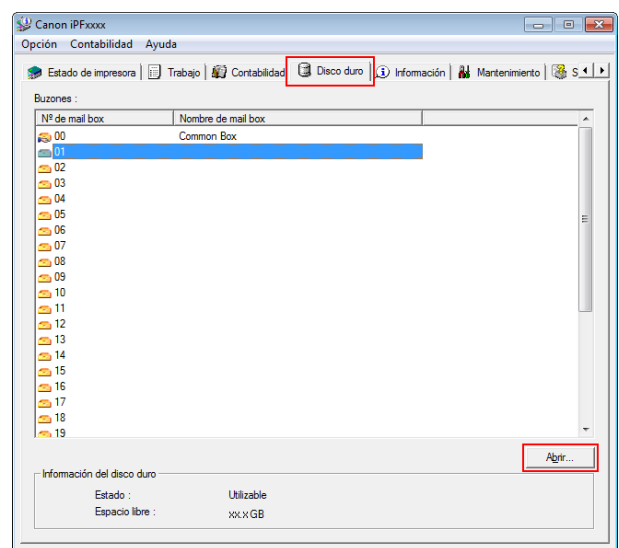 Canon iPFxxxx
Opción Contabilidad Ayuda
Estado de impresora Trabajo Contabilidad Disco duro Información Mantenimiento S
Buzones :
Nº de mail box Nombre de mail box
00 Common Box
01
02
03
04
05
06
07
08
09
10
11
12
13
14
15
16
17
18
19
Abrir...
Información del disco duro
Estado : Utilizable
Espacio libre : xx.xGB